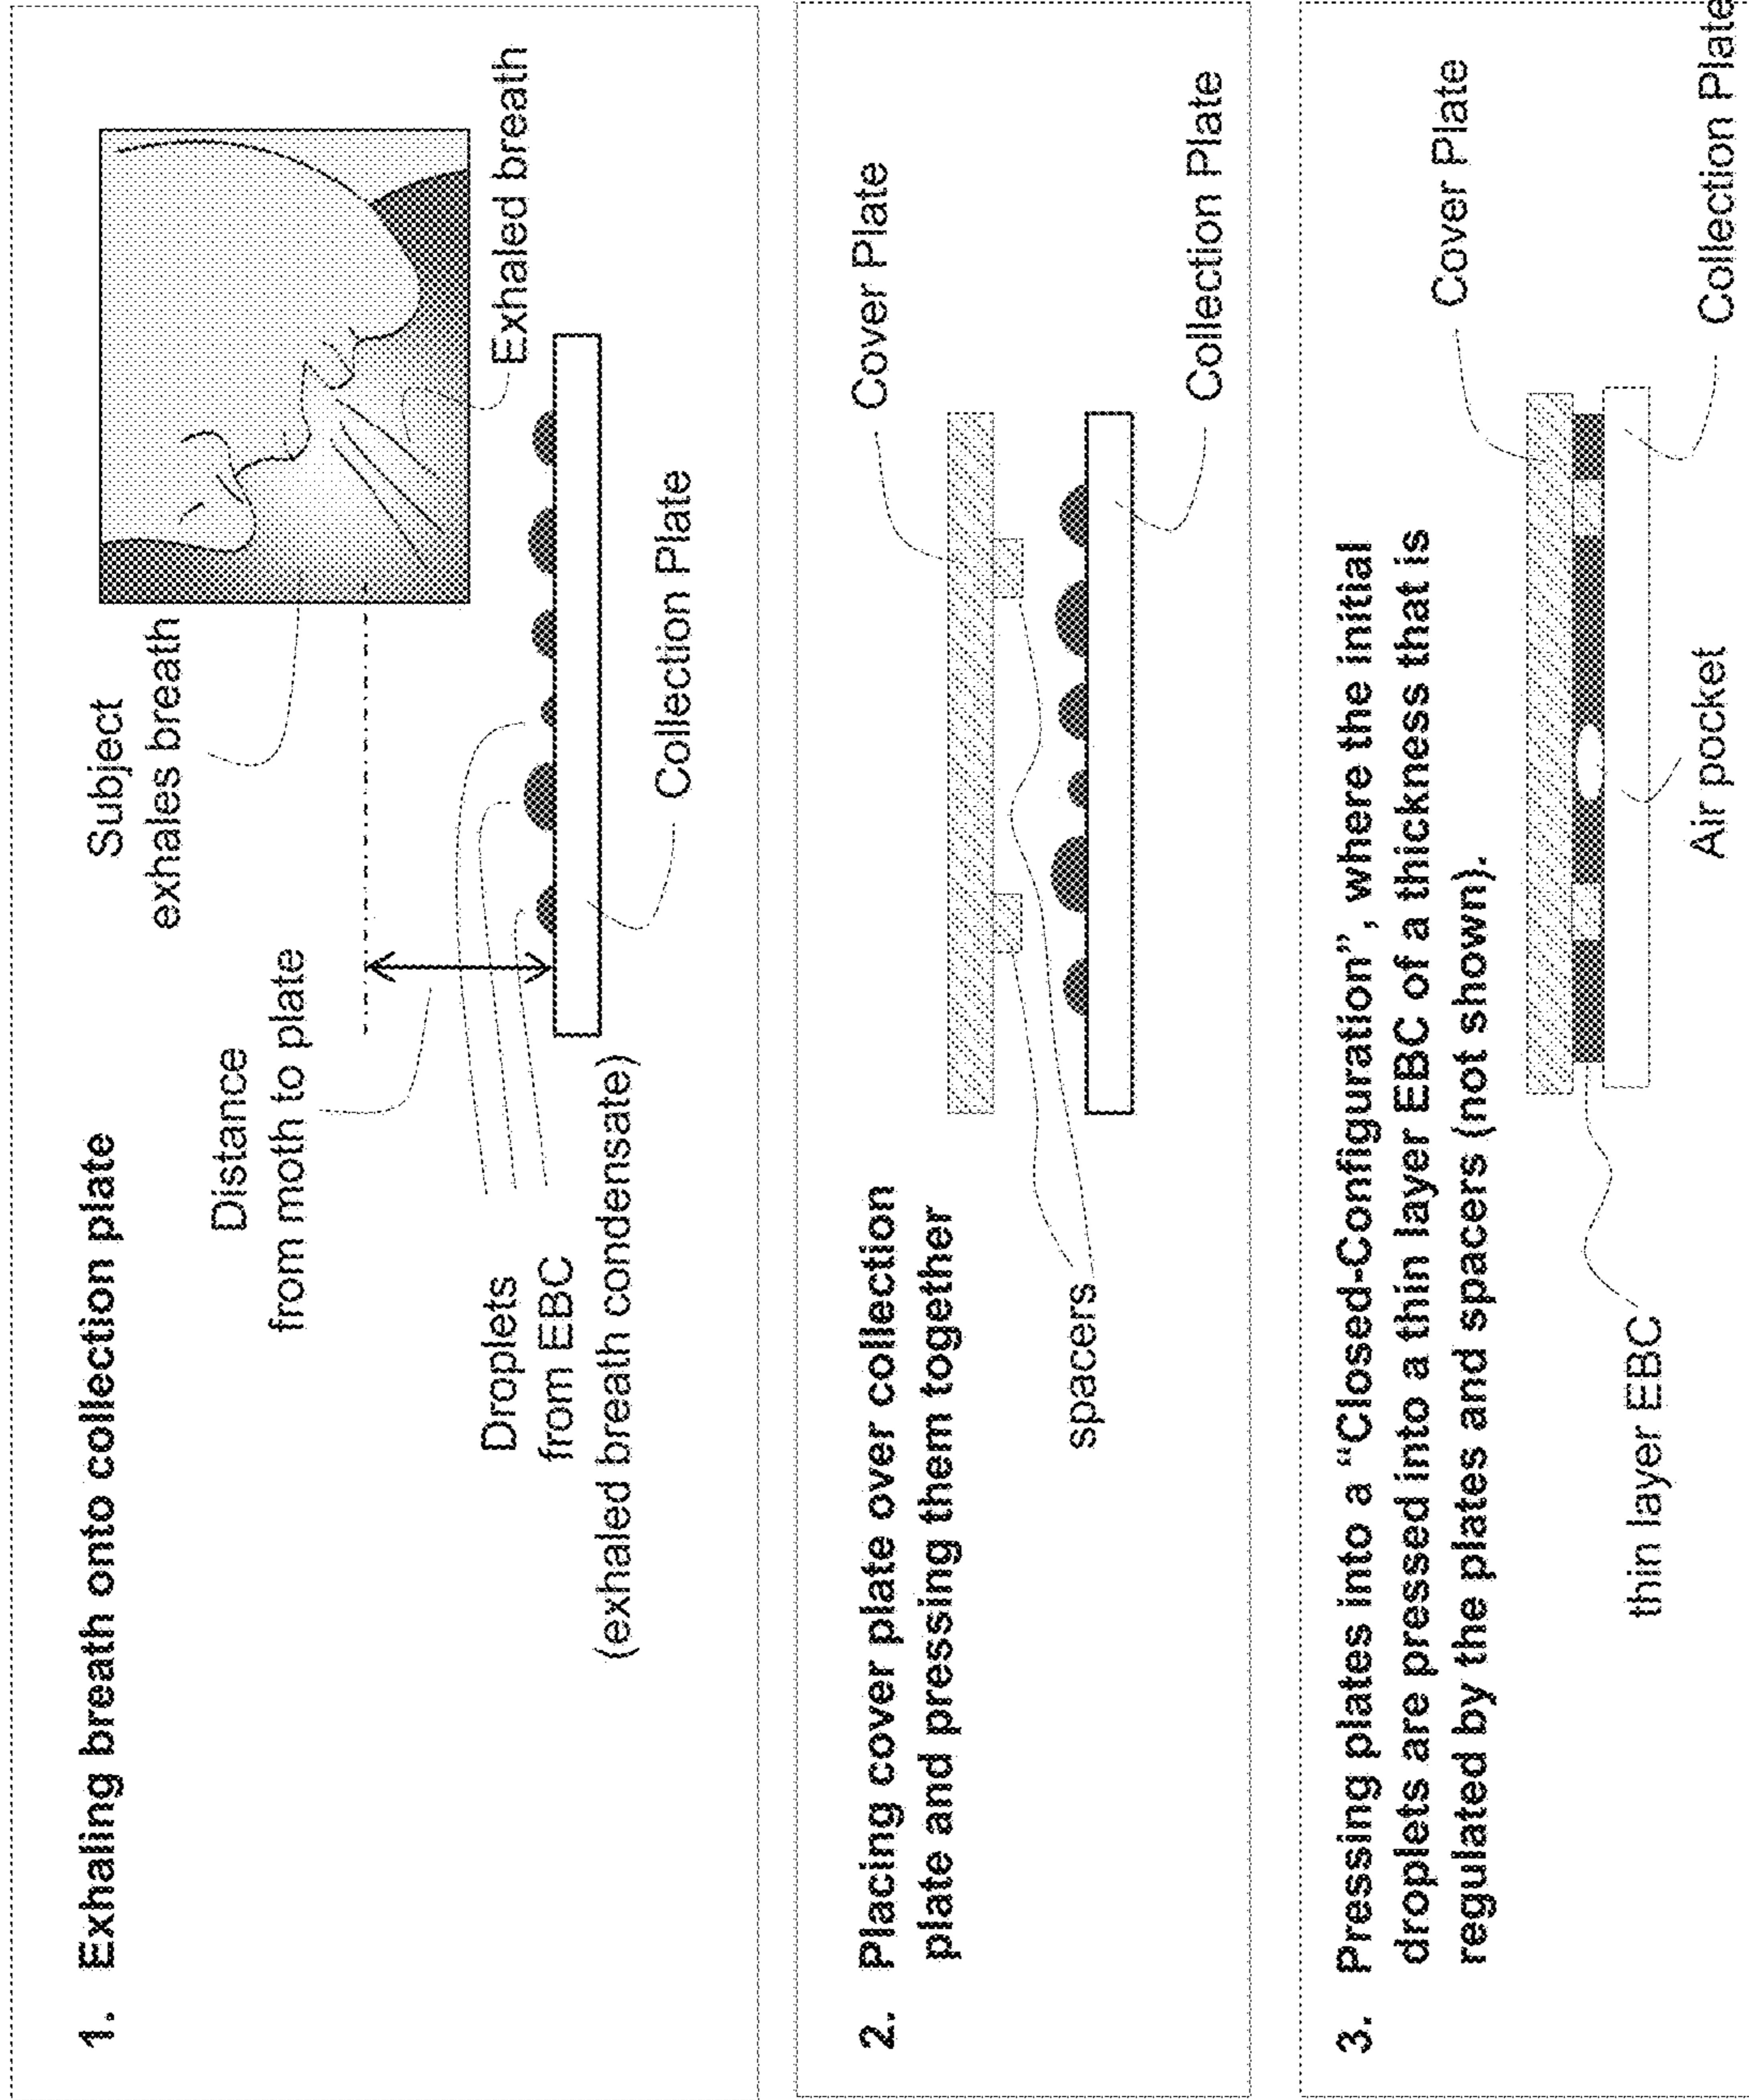 1. Exhaling breath onto collection plate
Subject
exhales breath
Distance
from moth to plate
Exhaled breath
Droplets
from EBC
(exhaled breath condensate)
Collection Plate
2. Placing cover plate over collection
plate and pressing them together
Cover Plate
spacers
Collection Plate
3. Pressing plates into a “Closed-Configuration”, where the initial
droplets are pressed into a thin layer EBC of a thickness that is
regulated by the plates and spacers (not shown).
Cover Plate
thin layer EBC
Air pocket
Collection Plate